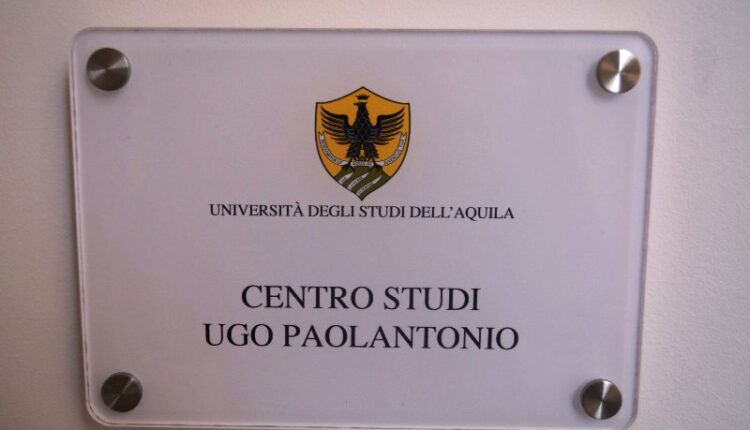 UNIVERSITÀ DEGLI STUDI DELL'AQUILA
CENTRO STUDI
UGO PAOLANTONIO